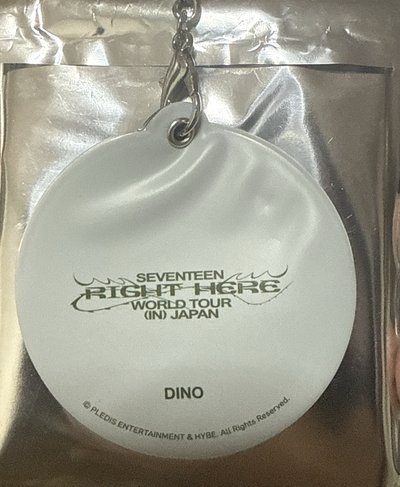 SEVENTEEN
RIGHT HERE
WORLD TOUR
(IN) JAPAN
DINO
© PLEDIS ENTERTAINMENT & HYBE. All Rights Reserved.